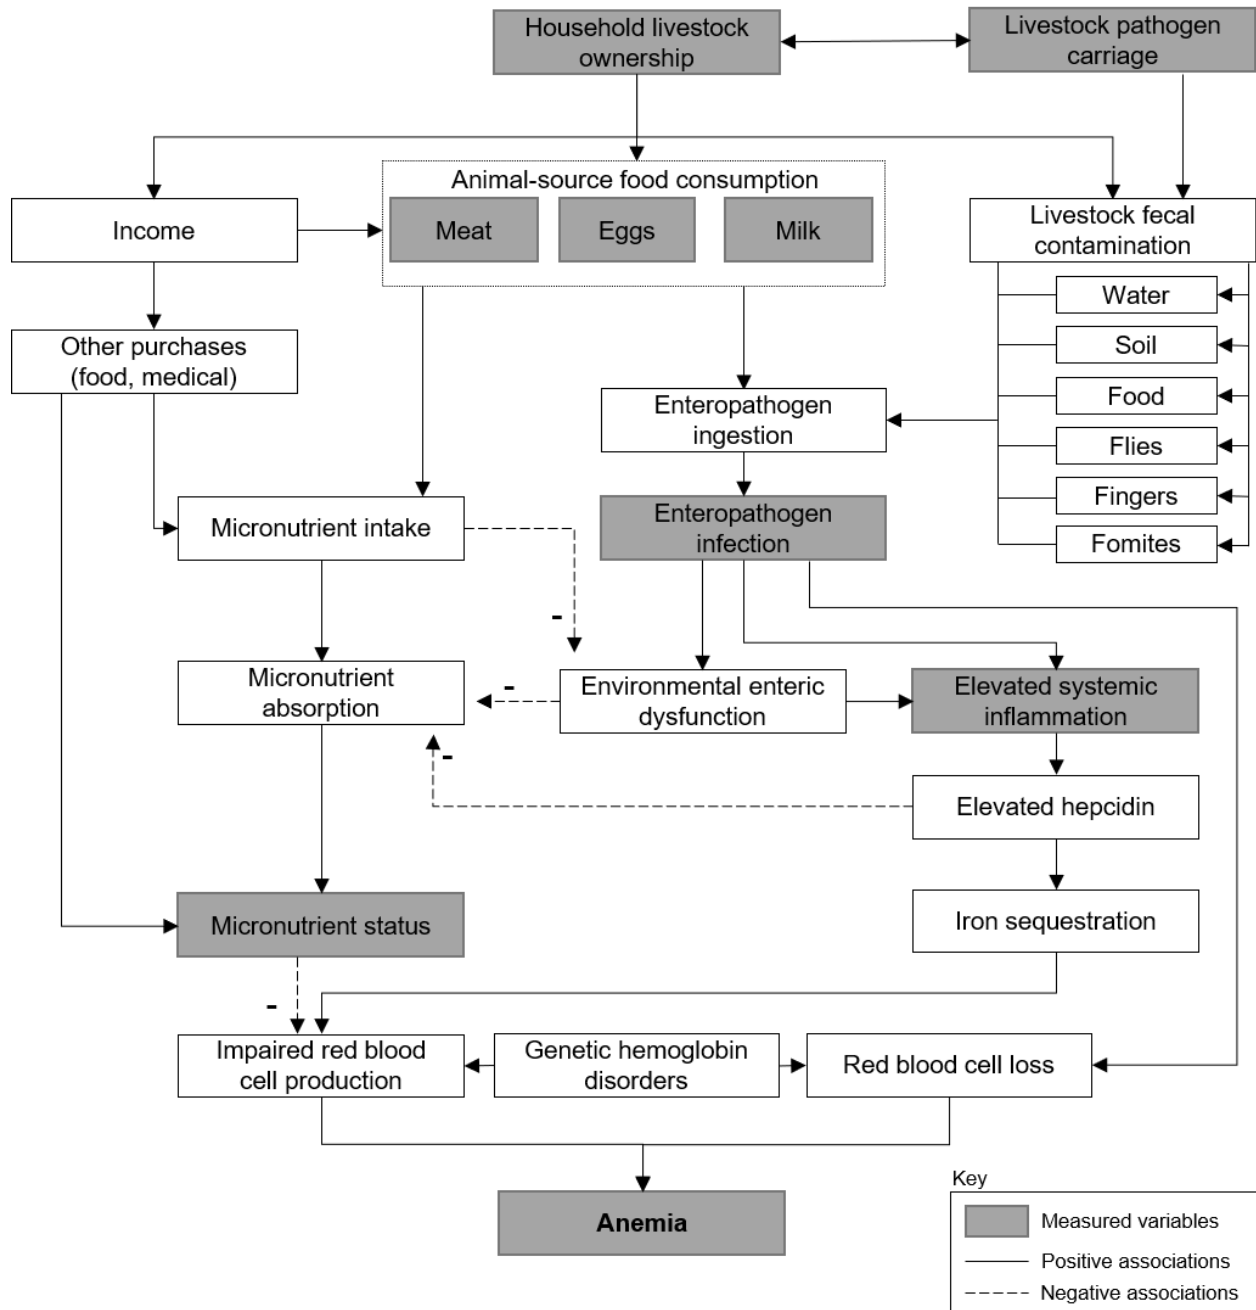 Household livestock
ownership
Livestock pathogen
carriage
Animal-source food consumption
Income
Meat
Eggs
Milk
Livestock fecal
contamination
Water
Soil
Food
Flies
Fingers
Fomites
Other purchases
(food, medical)
Enteropathogen
ingestion
Micronutrient intake
Enteropathogen
infection
-
Micronutrient
absorption
-
Environmental enteric
dysfunction
Elevated systemic
inflammation
-
Elevated hepcidin
Micronutrient status
Iron sequestration
-
Impaired red blood
cell production
Genetic hemoglobin
disorders
Red blood cell loss
Anemia
Key
Measured variables
Positive associations
Negative associations